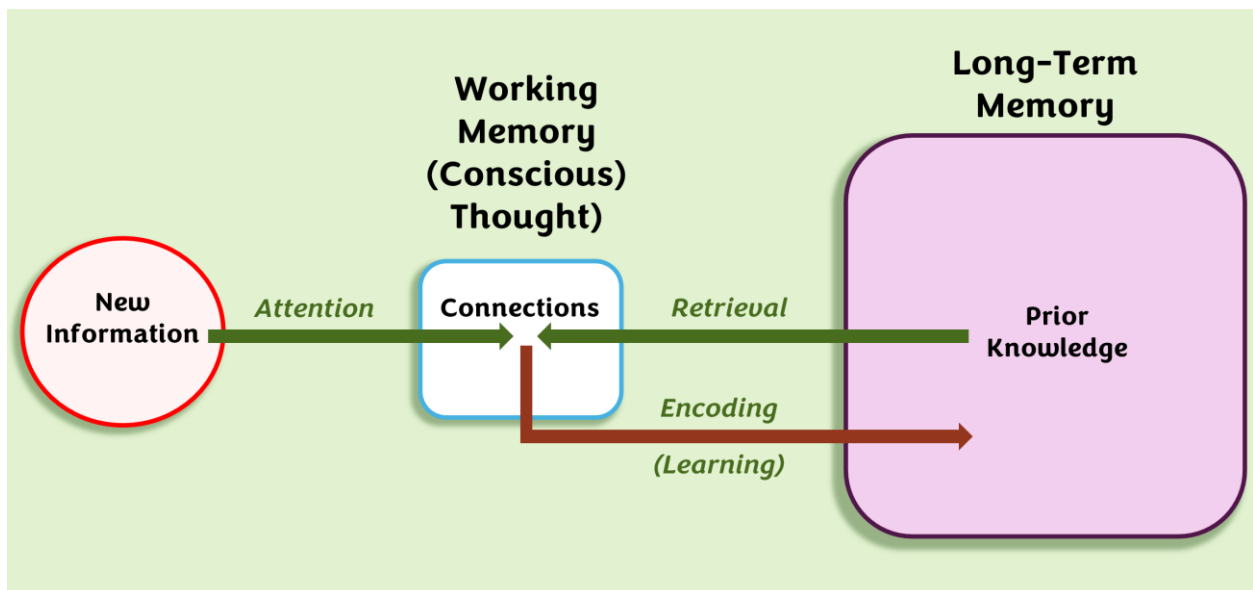 Working
Memory
(Conscious)
Thought)
Long-Term
Memory
New
Information
Attention
Connections
Retrieval
Prior
Knowledge
Encoding
(Learning)